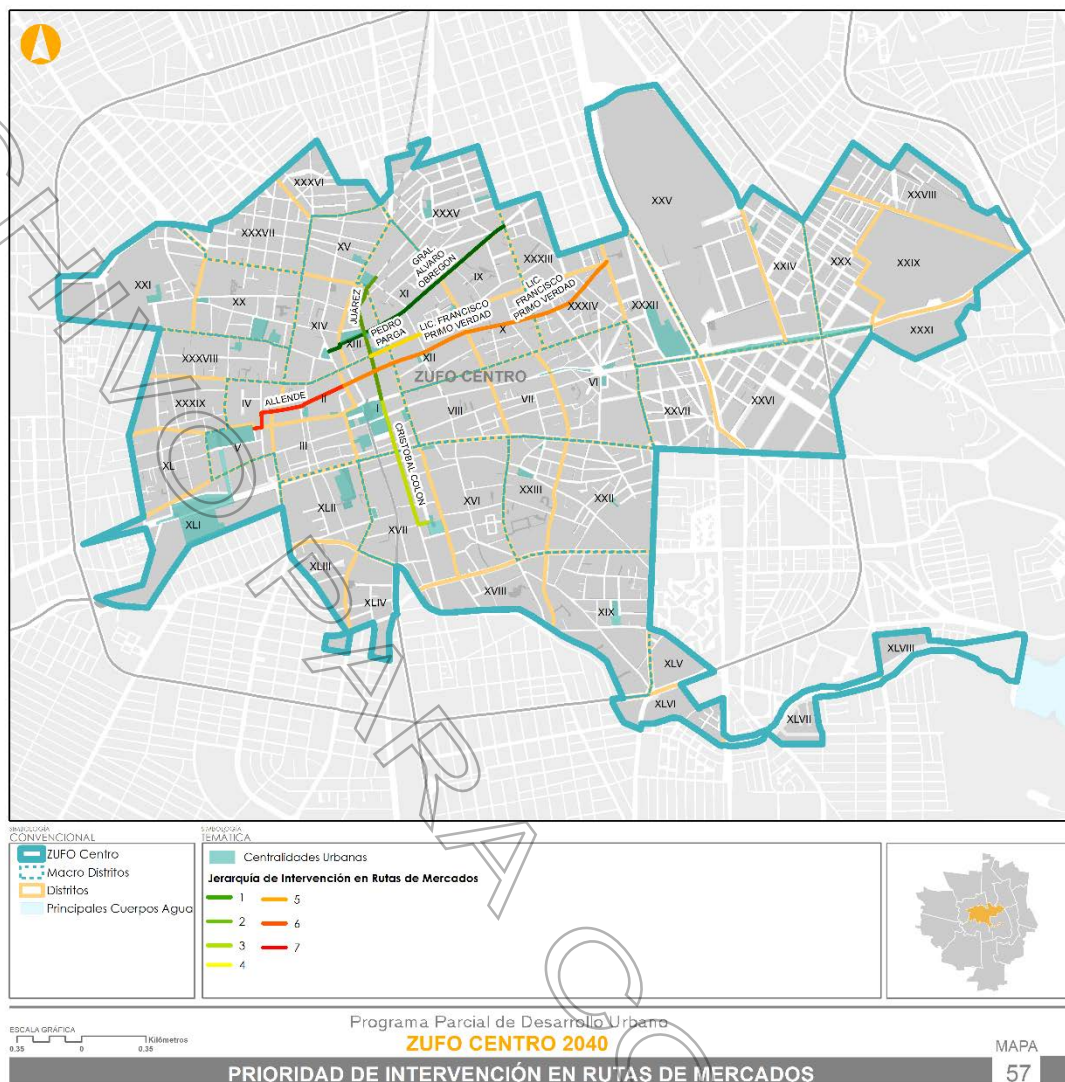 XXXVI
XXXV
XXV
XXVIII
XXXVII
XV
GRAL.
ALVARO
OBREGON
XXXIII
XXIV
XXX
XXIX
XXI
XX
JUÁREZ
XI
IX
LIC.
FRANCISCO
PRIMO VERDAD
XXXIV
XXXII
XXXI
XIV
XIII
PEDRO
PARGA
LIC. FRANCISCO
PRIMO VERDAD
X
XXXVIII
XII
ZUFO CENTRO
VI
XXXIX
IV
ALLENDE
II
I
VIII
VII
XXVII
XXVI
V
III
CRISTOBAL COLON
XL
XLI
XLII
XVII
XVI
XXIII
XXII
XLIII
XLIV
XVIII
XIX
XLV
XLVI
XLVII
XLVIII
SIMBOLOGÍA
CONVENCIONAL
ZUFO Centro
Macro Distritos
Distritos
Principales Cuerpos Agua
SIMBOLOGÍA
TEMÁTICA
Centralidades Urbanas
Jerarquía de Intervención en Rutas de Mercados
1
2
3
4
5
6
7
ESCALA GRÁFICA
0.35 0 0.35 Kilómetros
Programa Parcial de Desarrollo Urbano
ZUFO CENTRO 2040
PRIORIDAD DE INTERVENCIÓN EN RUTAS DE MERCADOS
MAPA
57
PARA